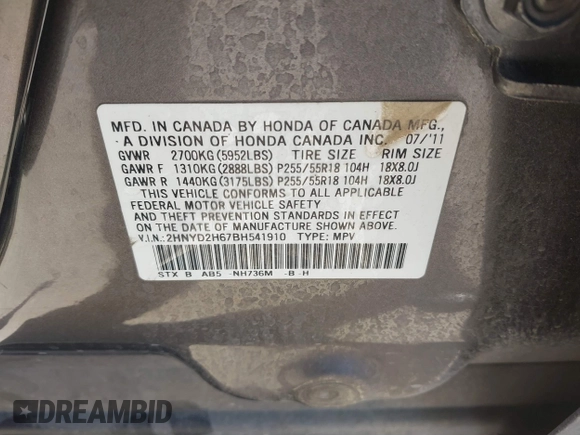 MFD. IN CANADA BY HONDA OF CANADA MFG.,
A DIVISION OF HONDA CANADA INC. 07/'11
GVWR 2700KG(5952LBS) TIRE SIZE RIM SIZE
GAWR F 1310KG(2888LBS) P255/55R18 104H 18X8.0J
GAWR R 1440KG(3175LBS) P255/55R18 104H 18X8.0J
THIS VEHICLE CONFORMS TO ALL APPLICABLE
FEDERAL MOTOR VEHICLE SAFETY
STANDARDS IN EFFECT
ON THE DATE OF MANUFACTURE SHOWN ABOVE.
V.I.N.:2HNYD2H67BH541910 TYPE: MPV
STX B AB5 -NH736M -B -H
DREAMBID